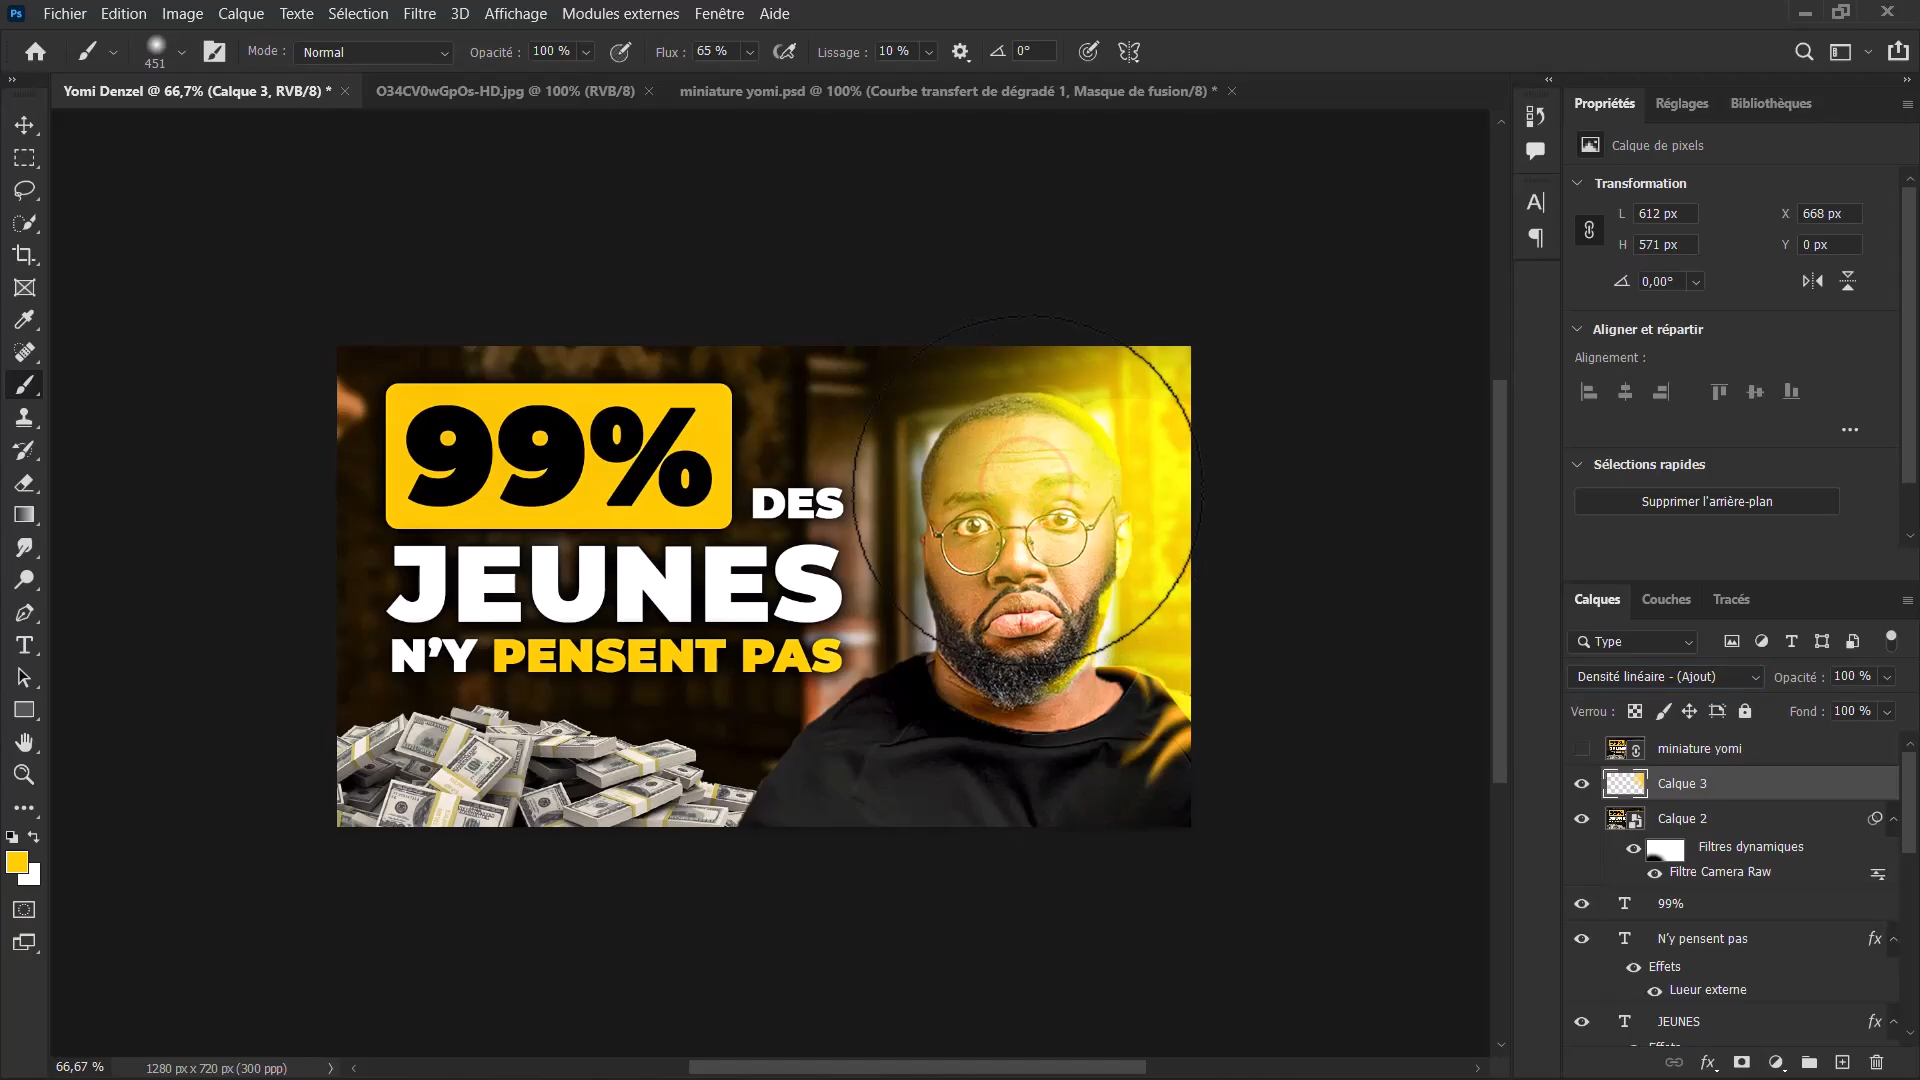 Ps Fichier Edition Image Calque Texte Sélection Filtre 3D Affichage Modules externes Fenêtre Aide
451 Mode : Normal Opacité : 100 % Flux : 65 % Lissage : 10 % 0°
Yomi Denzel @ 66,7% (Calque 3, RVB/8) * O34CV0wGpOs-HD.jpg @ 100% (RVB/8) miniature yomi.psd @ 100% (Courbe transfert de dégradé 1, Masque de fusion/8) *
Propriétés Réglages Bibliothèques
Calque de pixels
Transformation
L 612 px X 668 px
H 571 px Y 0 px
0,00°
Aligner et répartir
Alignement :
Sélections rapides
Supprimer l'arrière-plan
99% DES
JEUNES
N'Y PENSENT PAS
Calques Couches Tracés
Type
Densité linéaire - (Ajout) Opacité : 100 %
Verrou : Fond : 100 %
miniature yomi
Calque 3
Calque 2
Filtres dynamiques
Filtre Camera Raw
99%
N'y pensent pas fx
Effets
Lueur externe
JEUNES fx
Effets
fx
66,67 % 1280 px x 720 px (300 ppp)